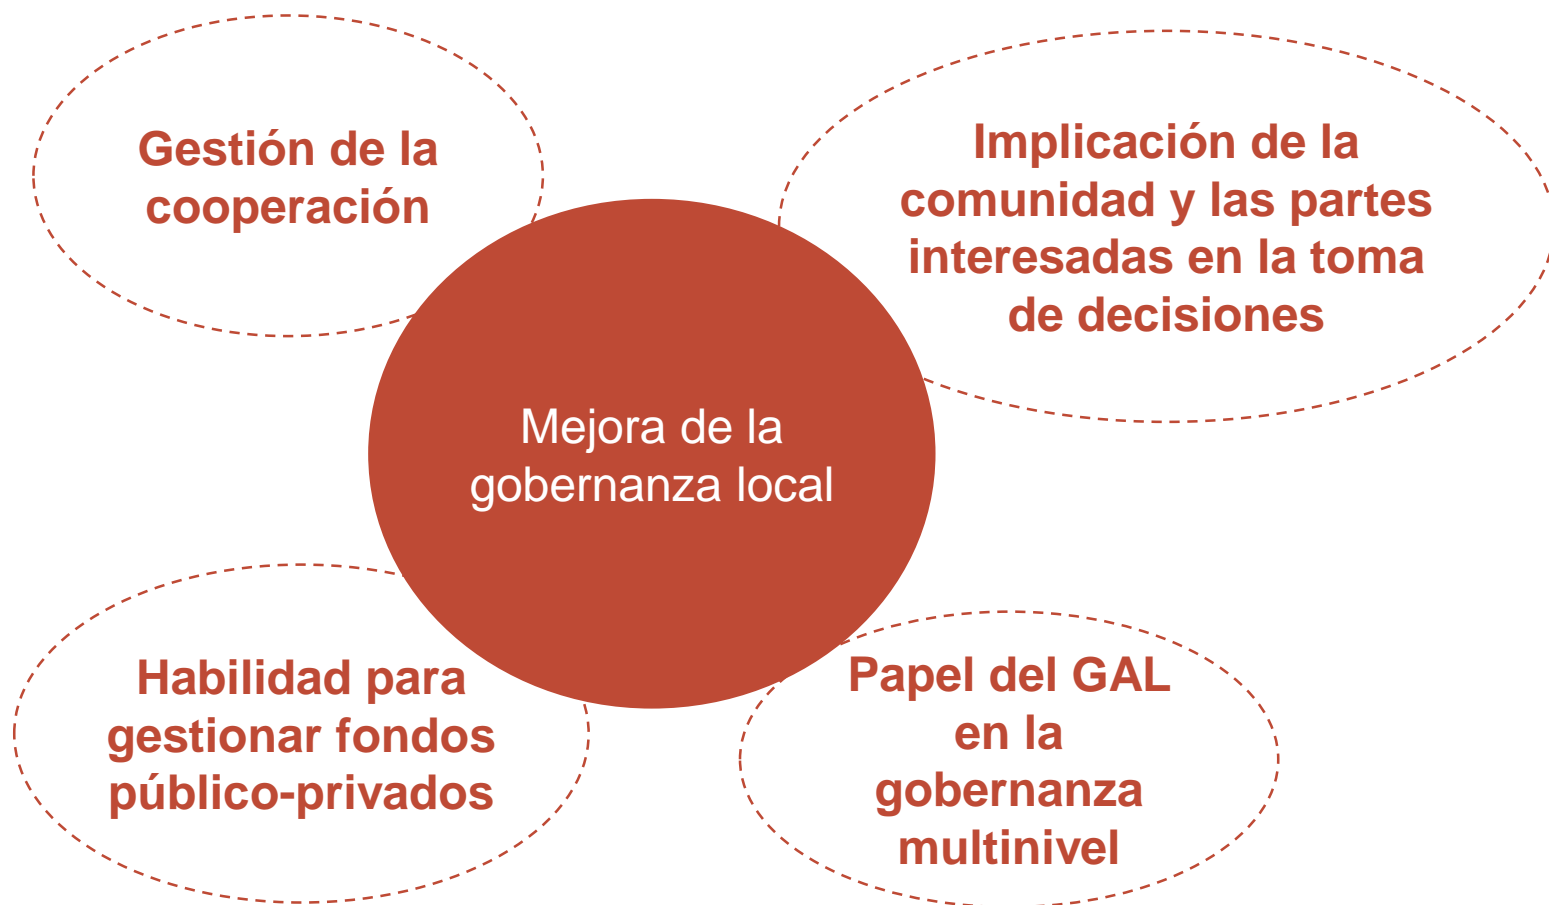 Gestión de la
cooperación
Implicación de la
comunidad y las partes
interesadas en la toma
de decisiones
Mejora de la
gobernanza local
Habilidad para
gestionar fondos
público-privados
Papel del GAL
en la
gobernanza
multinivel